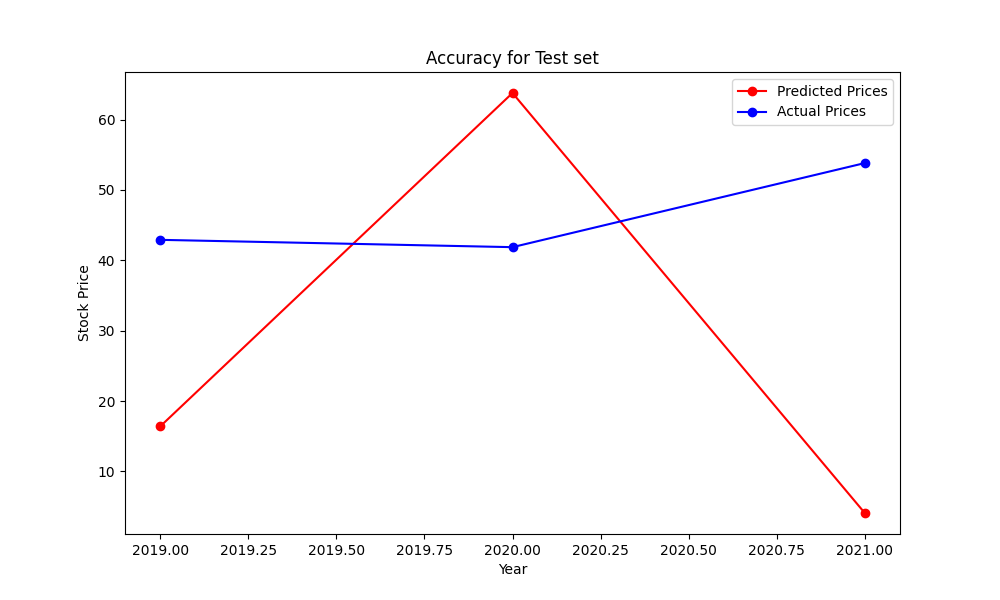 Accuracy for Test set
Predicted Prices
Actual Prices
60
50
40
30
20
10
Stock Price
2019.00 2019.25 2019.50 2019.75 2020.00 2020.25 2020.50 2020.75 2021.00
Year